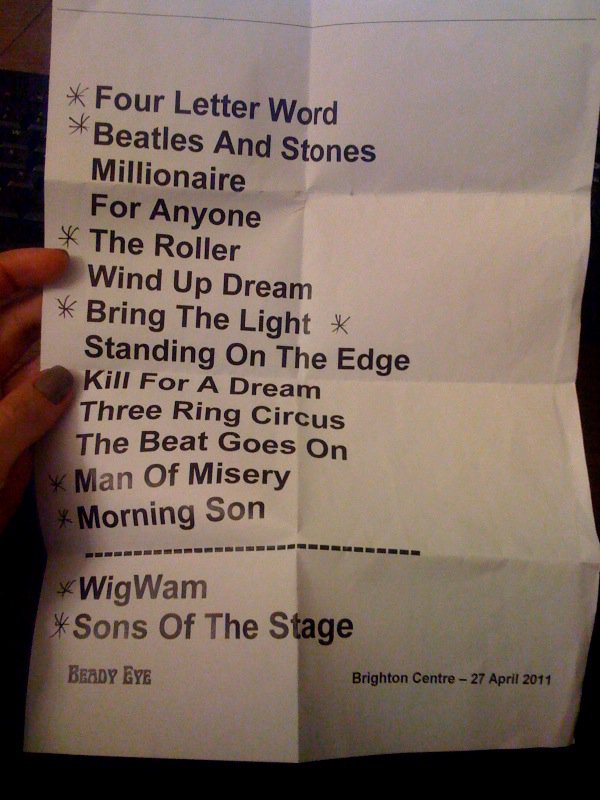 * Four Letter Word
* Beatles And Stones
Millionaire
For Anyone
* The Roller
Wind Up Dream
* Bring The Light *
Standing On The Edge
Kill For A Dream
Three Ring Circus
The Beat Goes On
* Man Of Misery
* Morning Son
* WigWam
* Sons Of The Stage
BEADY EYE
Brighton Centre – 27 April 2011